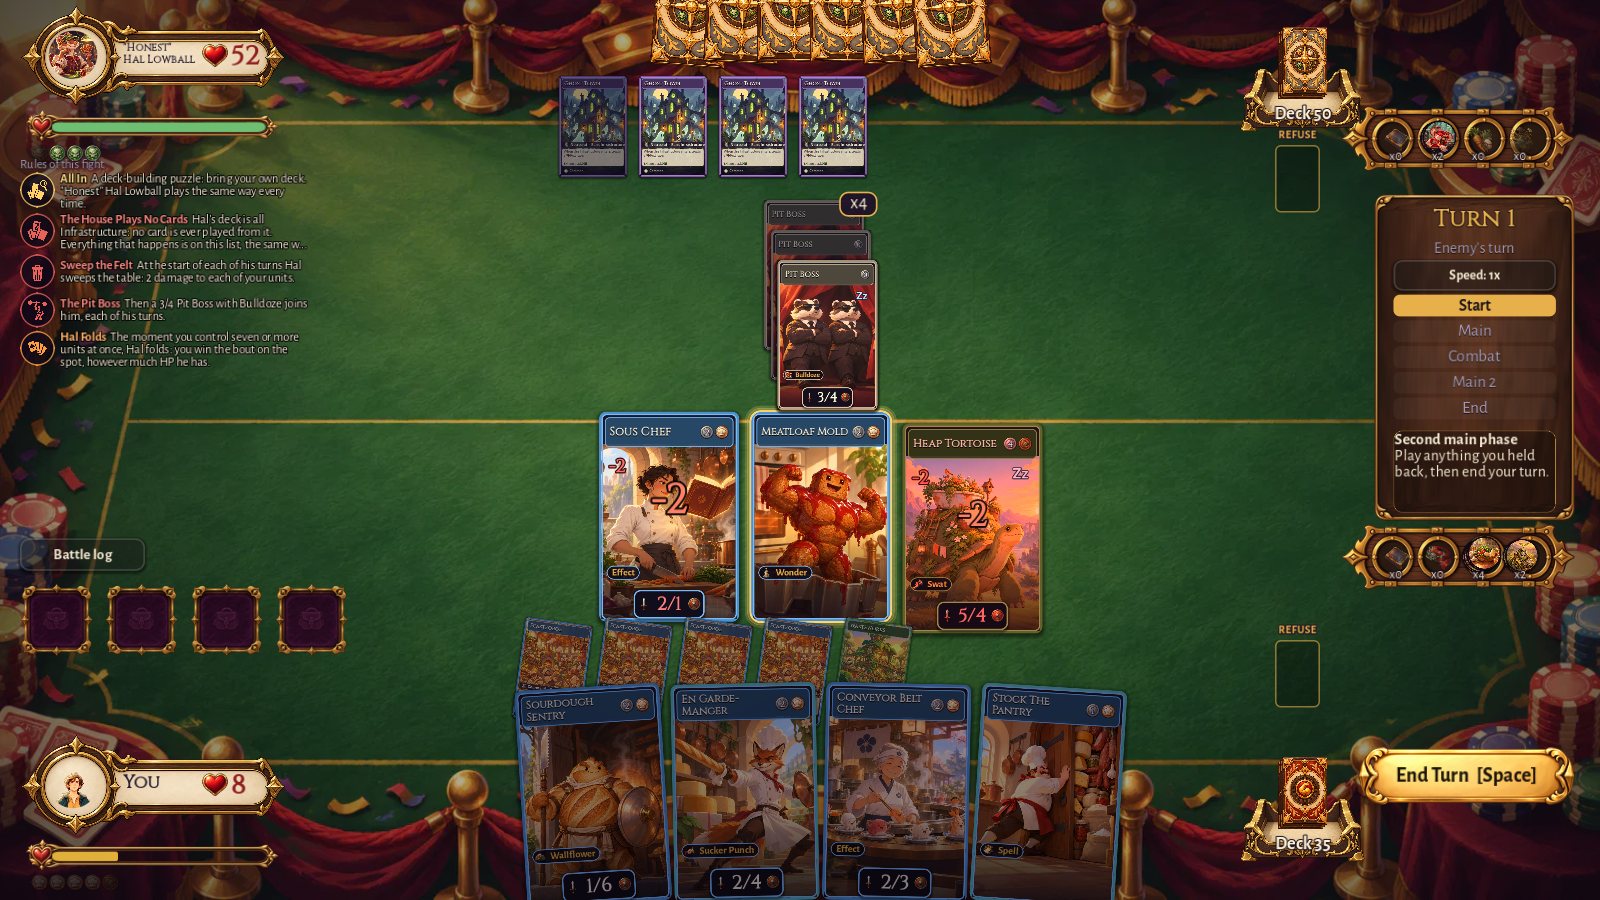 "Honest"
Hal Lowball
52
Rules of this fight
All In A deck-building puzzle: bring your own deck.
"Honest" Hal Lowball plays the same way every
time.
The House Plays No Cards Hal's deck is all
Infrastructure; no card is ever played from it.
Everything that happens is on this list, the same w...
Sweep the Felt At the start of each of his turns Hal
sweeps the table: 2 damage to each of your units.
The Pit Boss Then a 3/4 Pit Boss with Bulldoze joins
him, each of his turns.
Hal Folds The moment you control seven or more
units at once, Hal folds: you win the bout on the
spot, however much HP he has.
Deck 50
REFUSE
x0
x2
x0
x0
Turn 1
Enemy's turn
Speed: 1x
Start
Main
Combat
Main 2
End
Second main phase
Play anything you held
back, then end your turn.
x0
x0
x4
x2
X4
Pit Boss
Pit Boss
Pit Boss
Zz
Bulldoze
3/4
Sous Chef
-2
-2
Effect
2/1
Meatloaf Mold
Wonder
Heap Tortoise
Zz
-2
-2
Swat
5/4
Battle log
REFUSE
Sourdough
Sentry
Wallflower
1/6
En Garde-
Manger
Sucker Punch
2/4
Conveyor Belt
Chef
Effect
2/3
Stock the
Pantry
Spell
You
8
End Turn [Space]
Deck 35